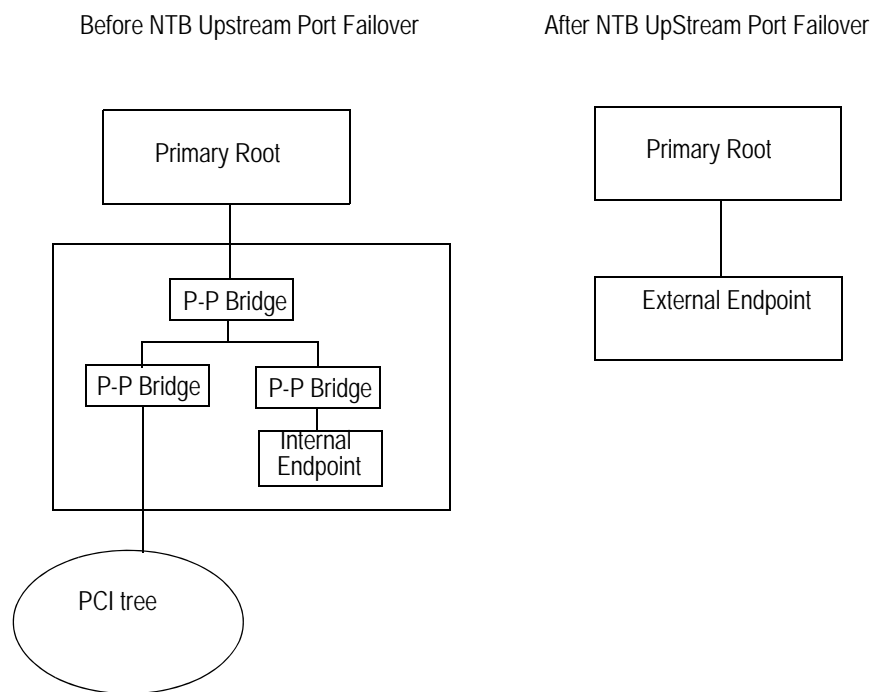 Before NTB Upstream Port Failover
After NTB UpStream Port Failover
Primary Root
Primary Root
P-P Bridge
External Endpoint
P-P Bridge
P-P Bridge
Internal
Endpoint
PCI tree